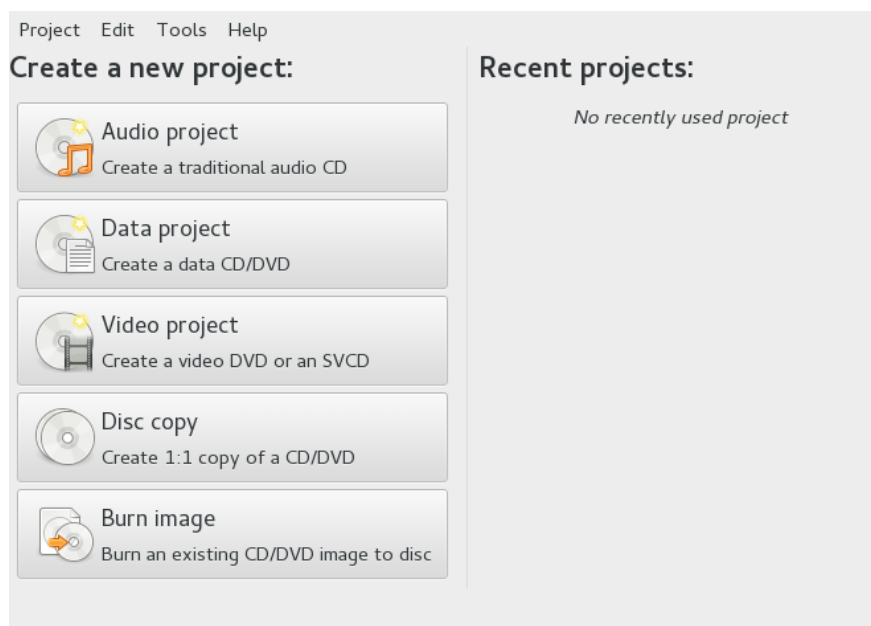 Project Edit Tools Help
Create a new project:
Audio project
Create a traditional audio CD
Data project
Create a data CD/DVD
Video project
Create a video DVD or an SVCD
Disc copy
Create 1:1 copy of a CD/DVD
Burn image
Burn an existing CD/DVD image to disc
Recent projects:
No recently used project